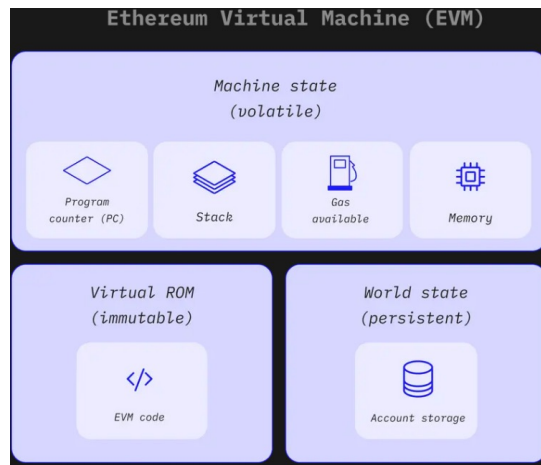 Ethereum Virtual Machine (EVM)
Machine state
(volatile)
Program
counter (PC)
Stack
Gas
available
Memory
Virtual ROM
(immutable)
EVM code
World state
(persistent)
Account storage